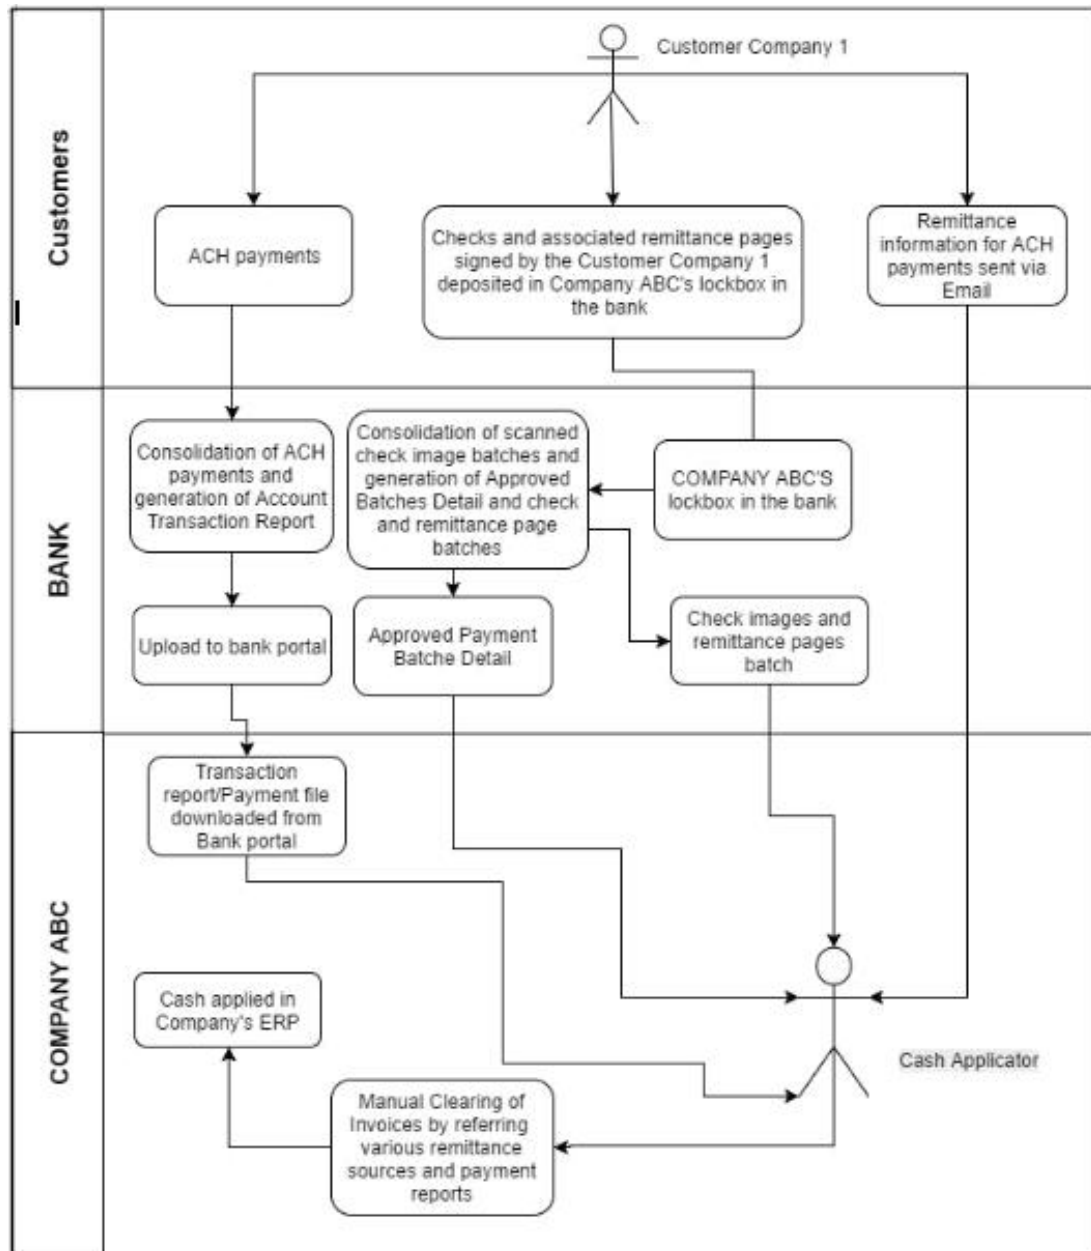 Customers
Customer Company 1
ACH payments
Checks and associated remittance pages
signed by the Customer Company 1
deposited in Company ABC's lockbox in
the bank
Remittance
information for ACH
payments sent via
Email
BANK
Consolidation of ACH
payments and
generation of Account
Transaction Report
Consolidation of scanned
check image batches and
generation of Approved
Batches Detail and check
and remittance page
batches
COMPANY ABC'S
lockbox in the bank
Upload to bank portal
Approved Payment
Batche Detail
Check images and
remittance pages
batch
COMPANY ABC
Transaction
report/Payment file
downloaded from
Bank portal
Cash applied in
Company's ERP
Cash Applicator
Manual Clearing of
Invoices by referring
various remittance
sources and payment
reports